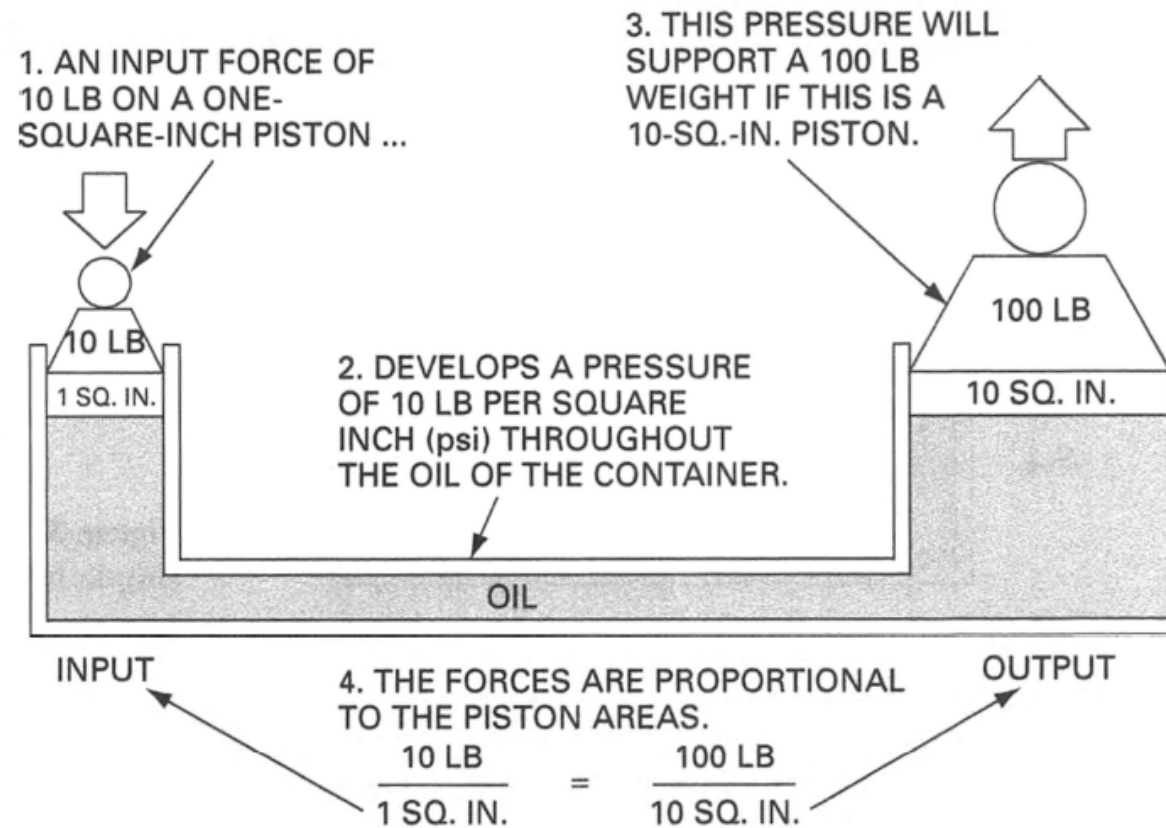 1. AN INPUT FORCE OF
10 LB ON A ONE-
SQUARE-INCH PISTON ...
3. THIS PRESSURE WILL
SUPPORT A 100 LB
WEIGHT IF THIS IS A
10-SQ.-IN. PISTON.
10 LB
1 SQ. IN.
2. DEVELOPS A PRESSURE
OF 10 LB PER SQUARE
INCH (psi) THROUGHOUT
THE OIL OF THE CONTAINER.
100 LB
10 SQ. IN.
OIL
INPUT
OUTPUT
4. THE FORCES ARE PROPORTIONAL
TO THE PISTON AREAS.
10 LB
1 SQ. IN.
=
100 LB
10 SQ. IN.